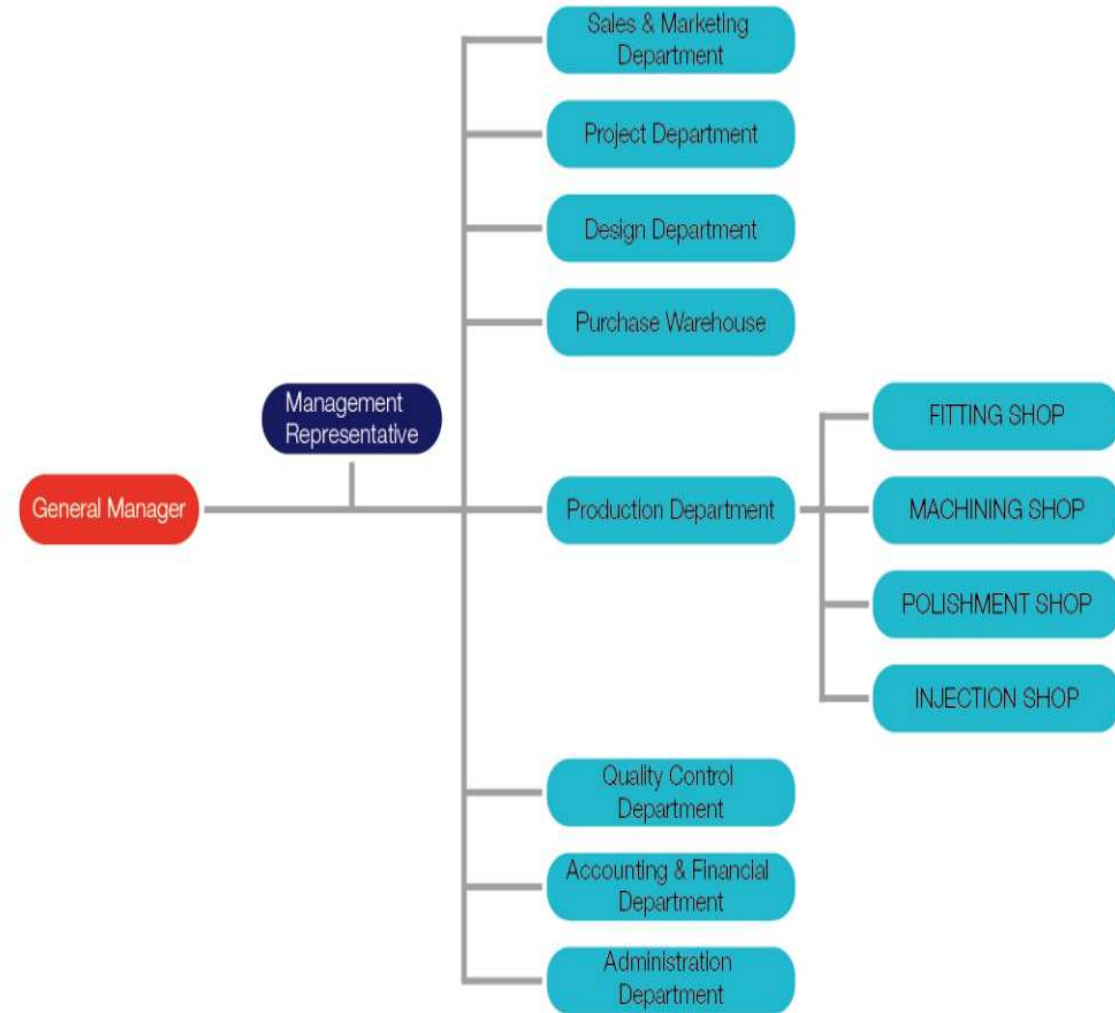 Sales & Marketing
Department
Project Department
Design Department
Purchase Warehouse
Management
Representative
General Manager
Production Department
FITTING SHOP
MACHINING SHOP
POLISHMENT SHOP
INJECTION SHOP
Quality Control
Department
Accounting & Financial
Department
Administration
Department